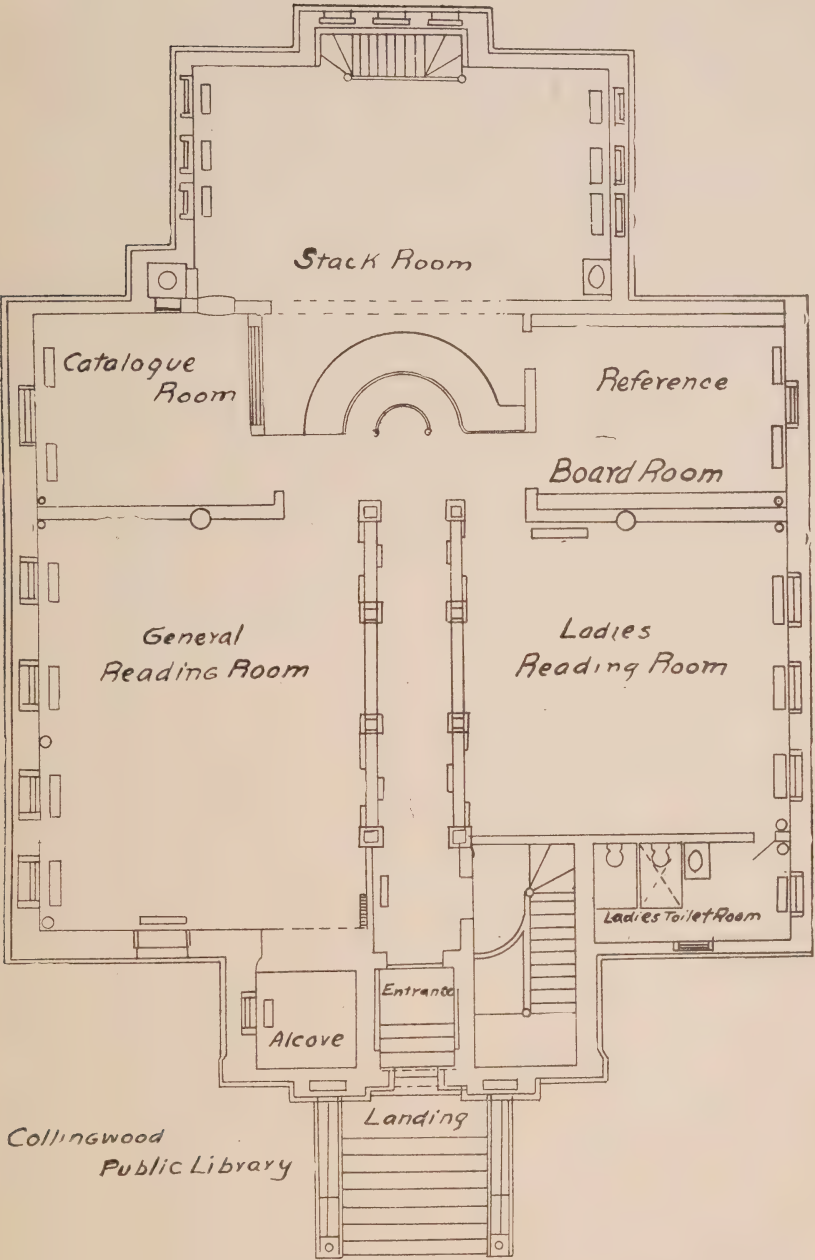 Stack Room
Catalogue
Room
Reference
Board Room
General
Reading Room
Ladies
Reading Room
Ladies Toilet Room
Entrance
Alcove
Landing
Collingwood
Public Library